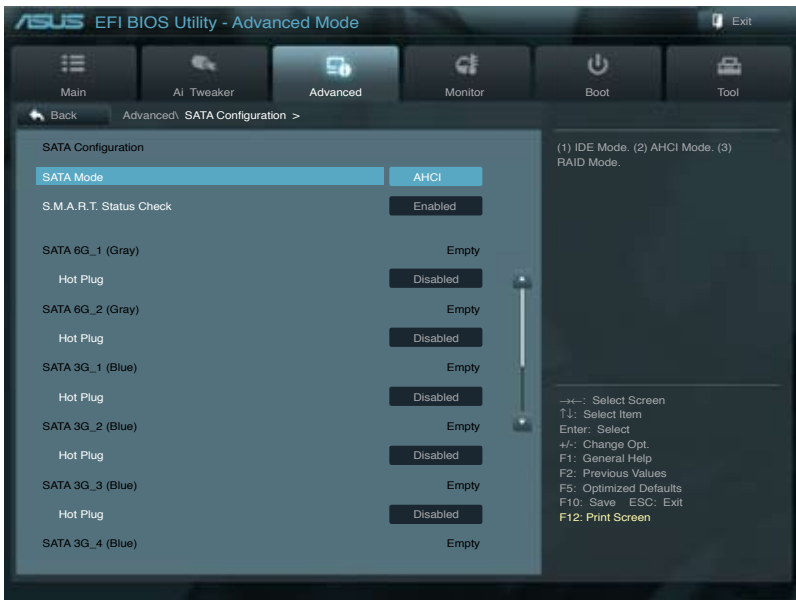 ASUS EFI BIOS Utility - Advanced Mode
Exit
Main
Ai Tweaker
Advanced
Monitor
Boot
Tool
Back
Advanced\ SATA Configuration >
SATA Configuration
SATA Mode AHCI
S.M.A.R.T. Status Check Enabled
SATA 6G_1 (Gray) Empty
Hot Plug Disabled
SATA 6G_2 (Gray) Empty
Hot Plug Disabled
SATA 3G_1 (Blue) Empty
Hot Plug Disabled
SATA 3G_2 (Blue) Empty
Hot Plug Disabled
SATA 3G_3 (Blue) Empty
Hot Plug Disabled
SATA 3G_4 (Blue) Empty
(1) IDE Mode. (2) AHCI Mode. (3)
RAID Mode.
→←: Select Screen
↑↓: Select Item
Enter: Select
+/-: Change Opt.
F1: General Help
F2: Previous Values
F5: Optimized Defaults
F10: Save ESC: Exit
F12: Print Screen